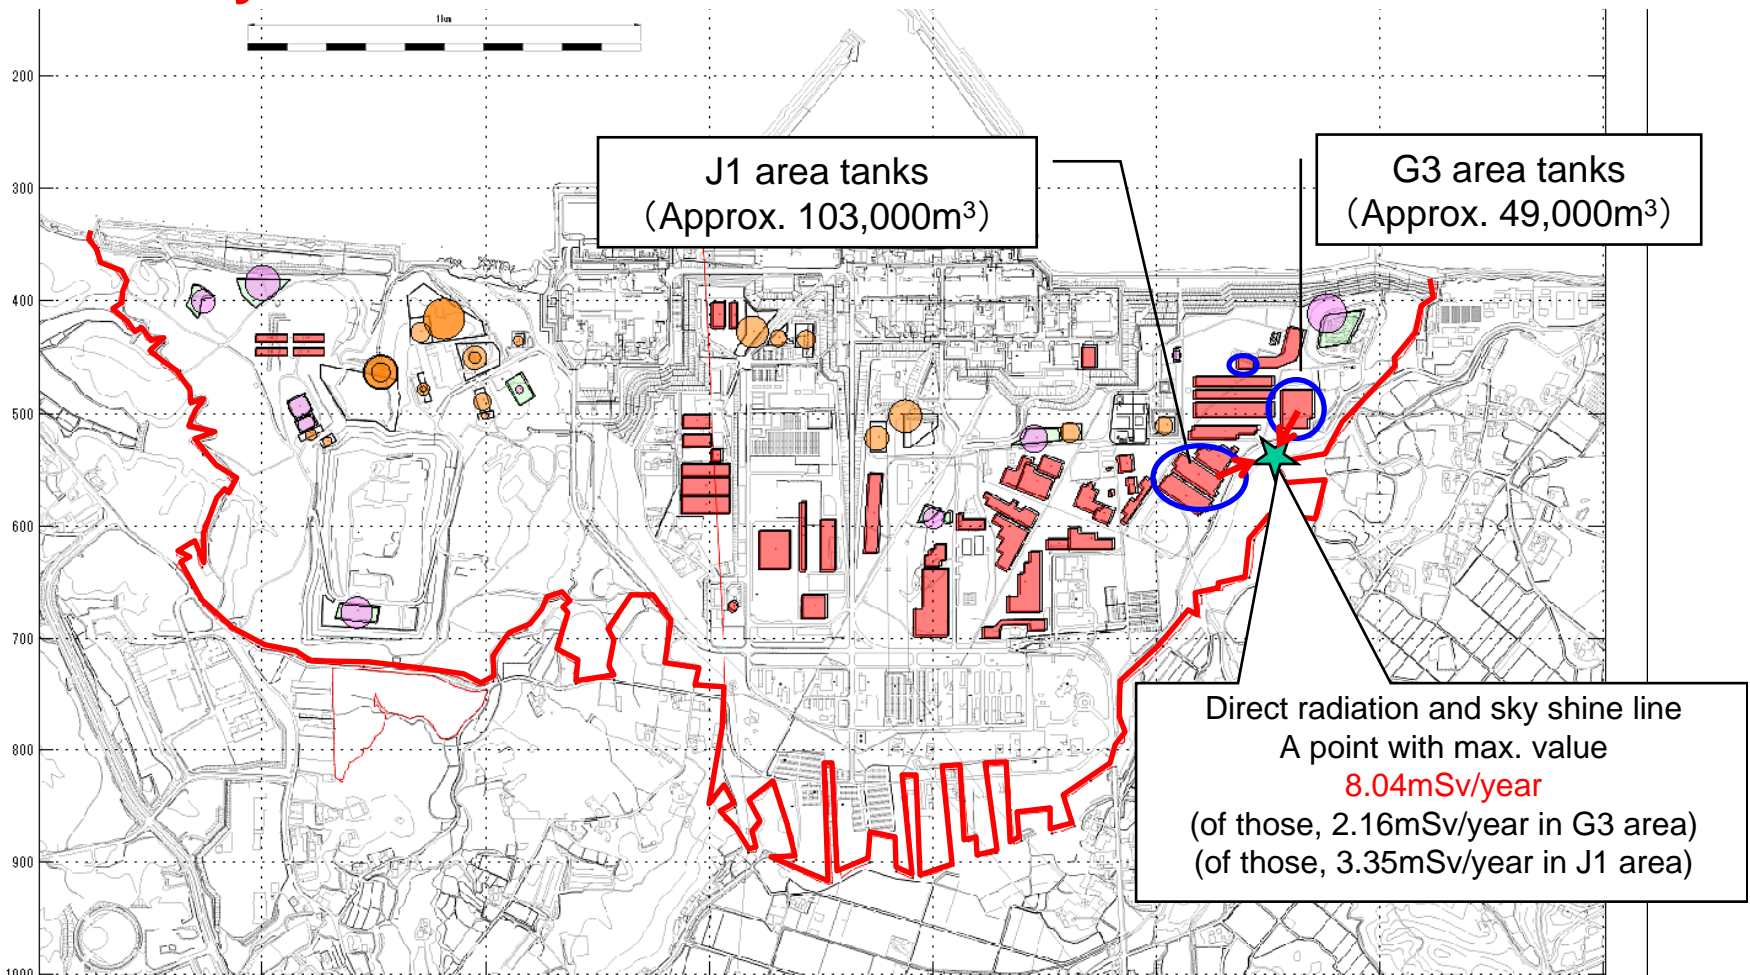 1km
200
300
400
500
600
700
800
900
1000
J1 area tanks
（Approx. 103,000m³）
G3 area tanks
（Approx. 49,000m³）
Direct radiation and sky shine line
A point with max. value
8.04mSv/year
(of those, 2.16mSv/year in G3 area)
(of those, 3.35mSv/year in J1 area)